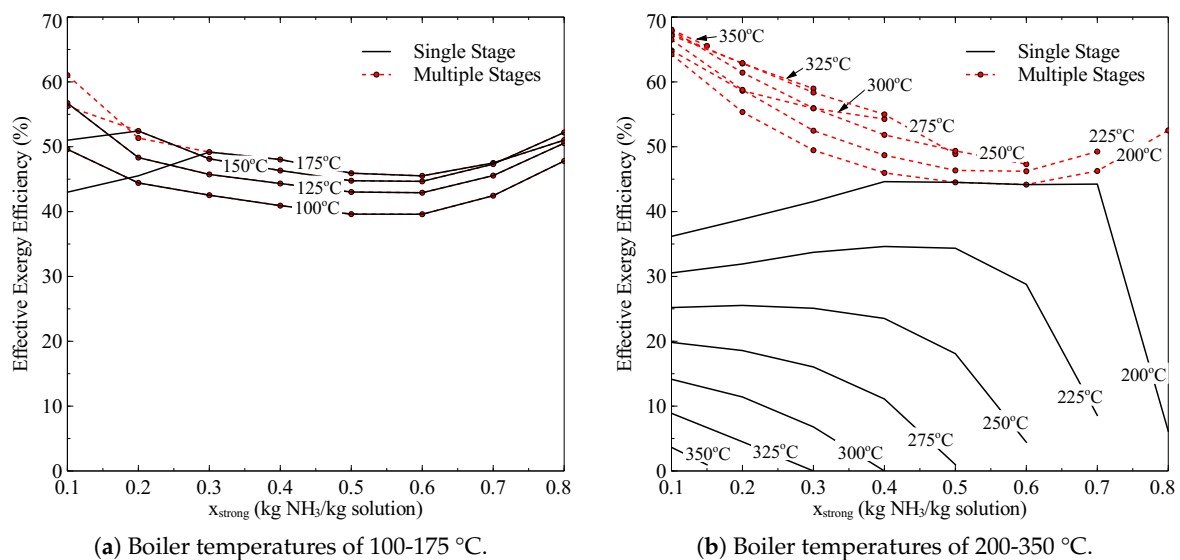 70
60
50
40
30
20
10
0
Effective Exergy Efficiency (%)
Single Stage
Multiple Stages
150°C
175°C
125°C
100°C
0.1 0.2 0.3 0.4 0.5 0.6 0.7 0.8
x_strong (kg NH₃/kg solution)
(a) Boiler temperatures of 100-175 °C.
70
60
50
40
30
20
10
0
Effective Exergy Efficiency (%)
350°C
325°C
300°C
275°C
250°C
225°C
200°C
Single Stage
Multiple Stages
200°C
225°C
250°C
275°C
300°C
325°C
350°C
0.1 0.2 0.3 0.4 0.5 0.6 0.7 0.8
x_strong (kg NH₃/kg solution)
(b) Boiler temperatures of 200-350 °C.